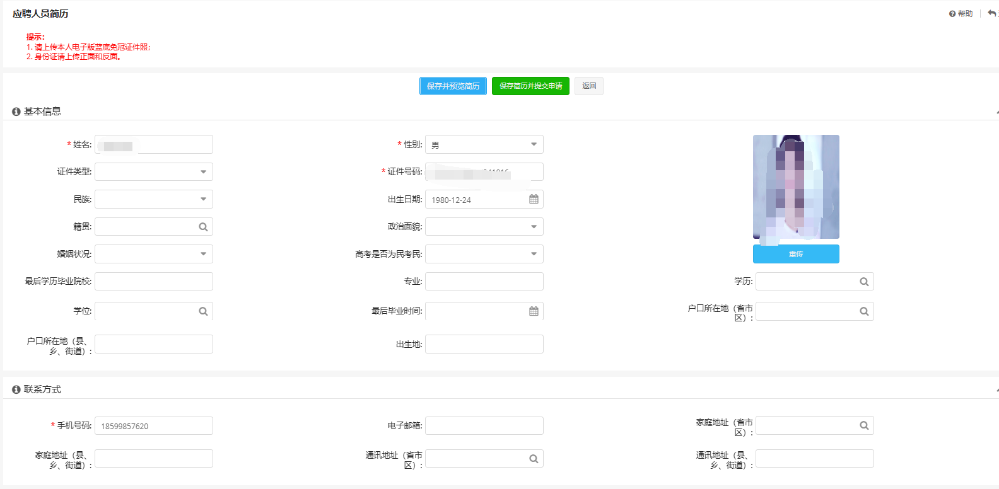 应聘人员简历
帮助
提示：
1. 请上传本人电子版蓝底免冠证件照；
2. 身份证请上传正面和反面。
保存并预览简历 保存简历并提交申请 返回
基本信息
* 姓名: * 性别: 男
证件类型: * 证件号码:
民族: 出生日期: 1980-12-24
籍贯: 政治面貌:
婚姻状况: 高考是否为民考民: 重传
最后学历毕业院校: 专业: 学历:
学位: 最后毕业时间: 户口所在地（省市
区）:
户口所在地（县、 出生地:
乡、街道）:
联系方式
* 手机号码: 18599857620 电子邮箱: 家庭地址（省市
区）:
家庭地址（县、 通讯地址（省市 通讯地址（县、
乡、街道）: 区）: 乡、街道）: